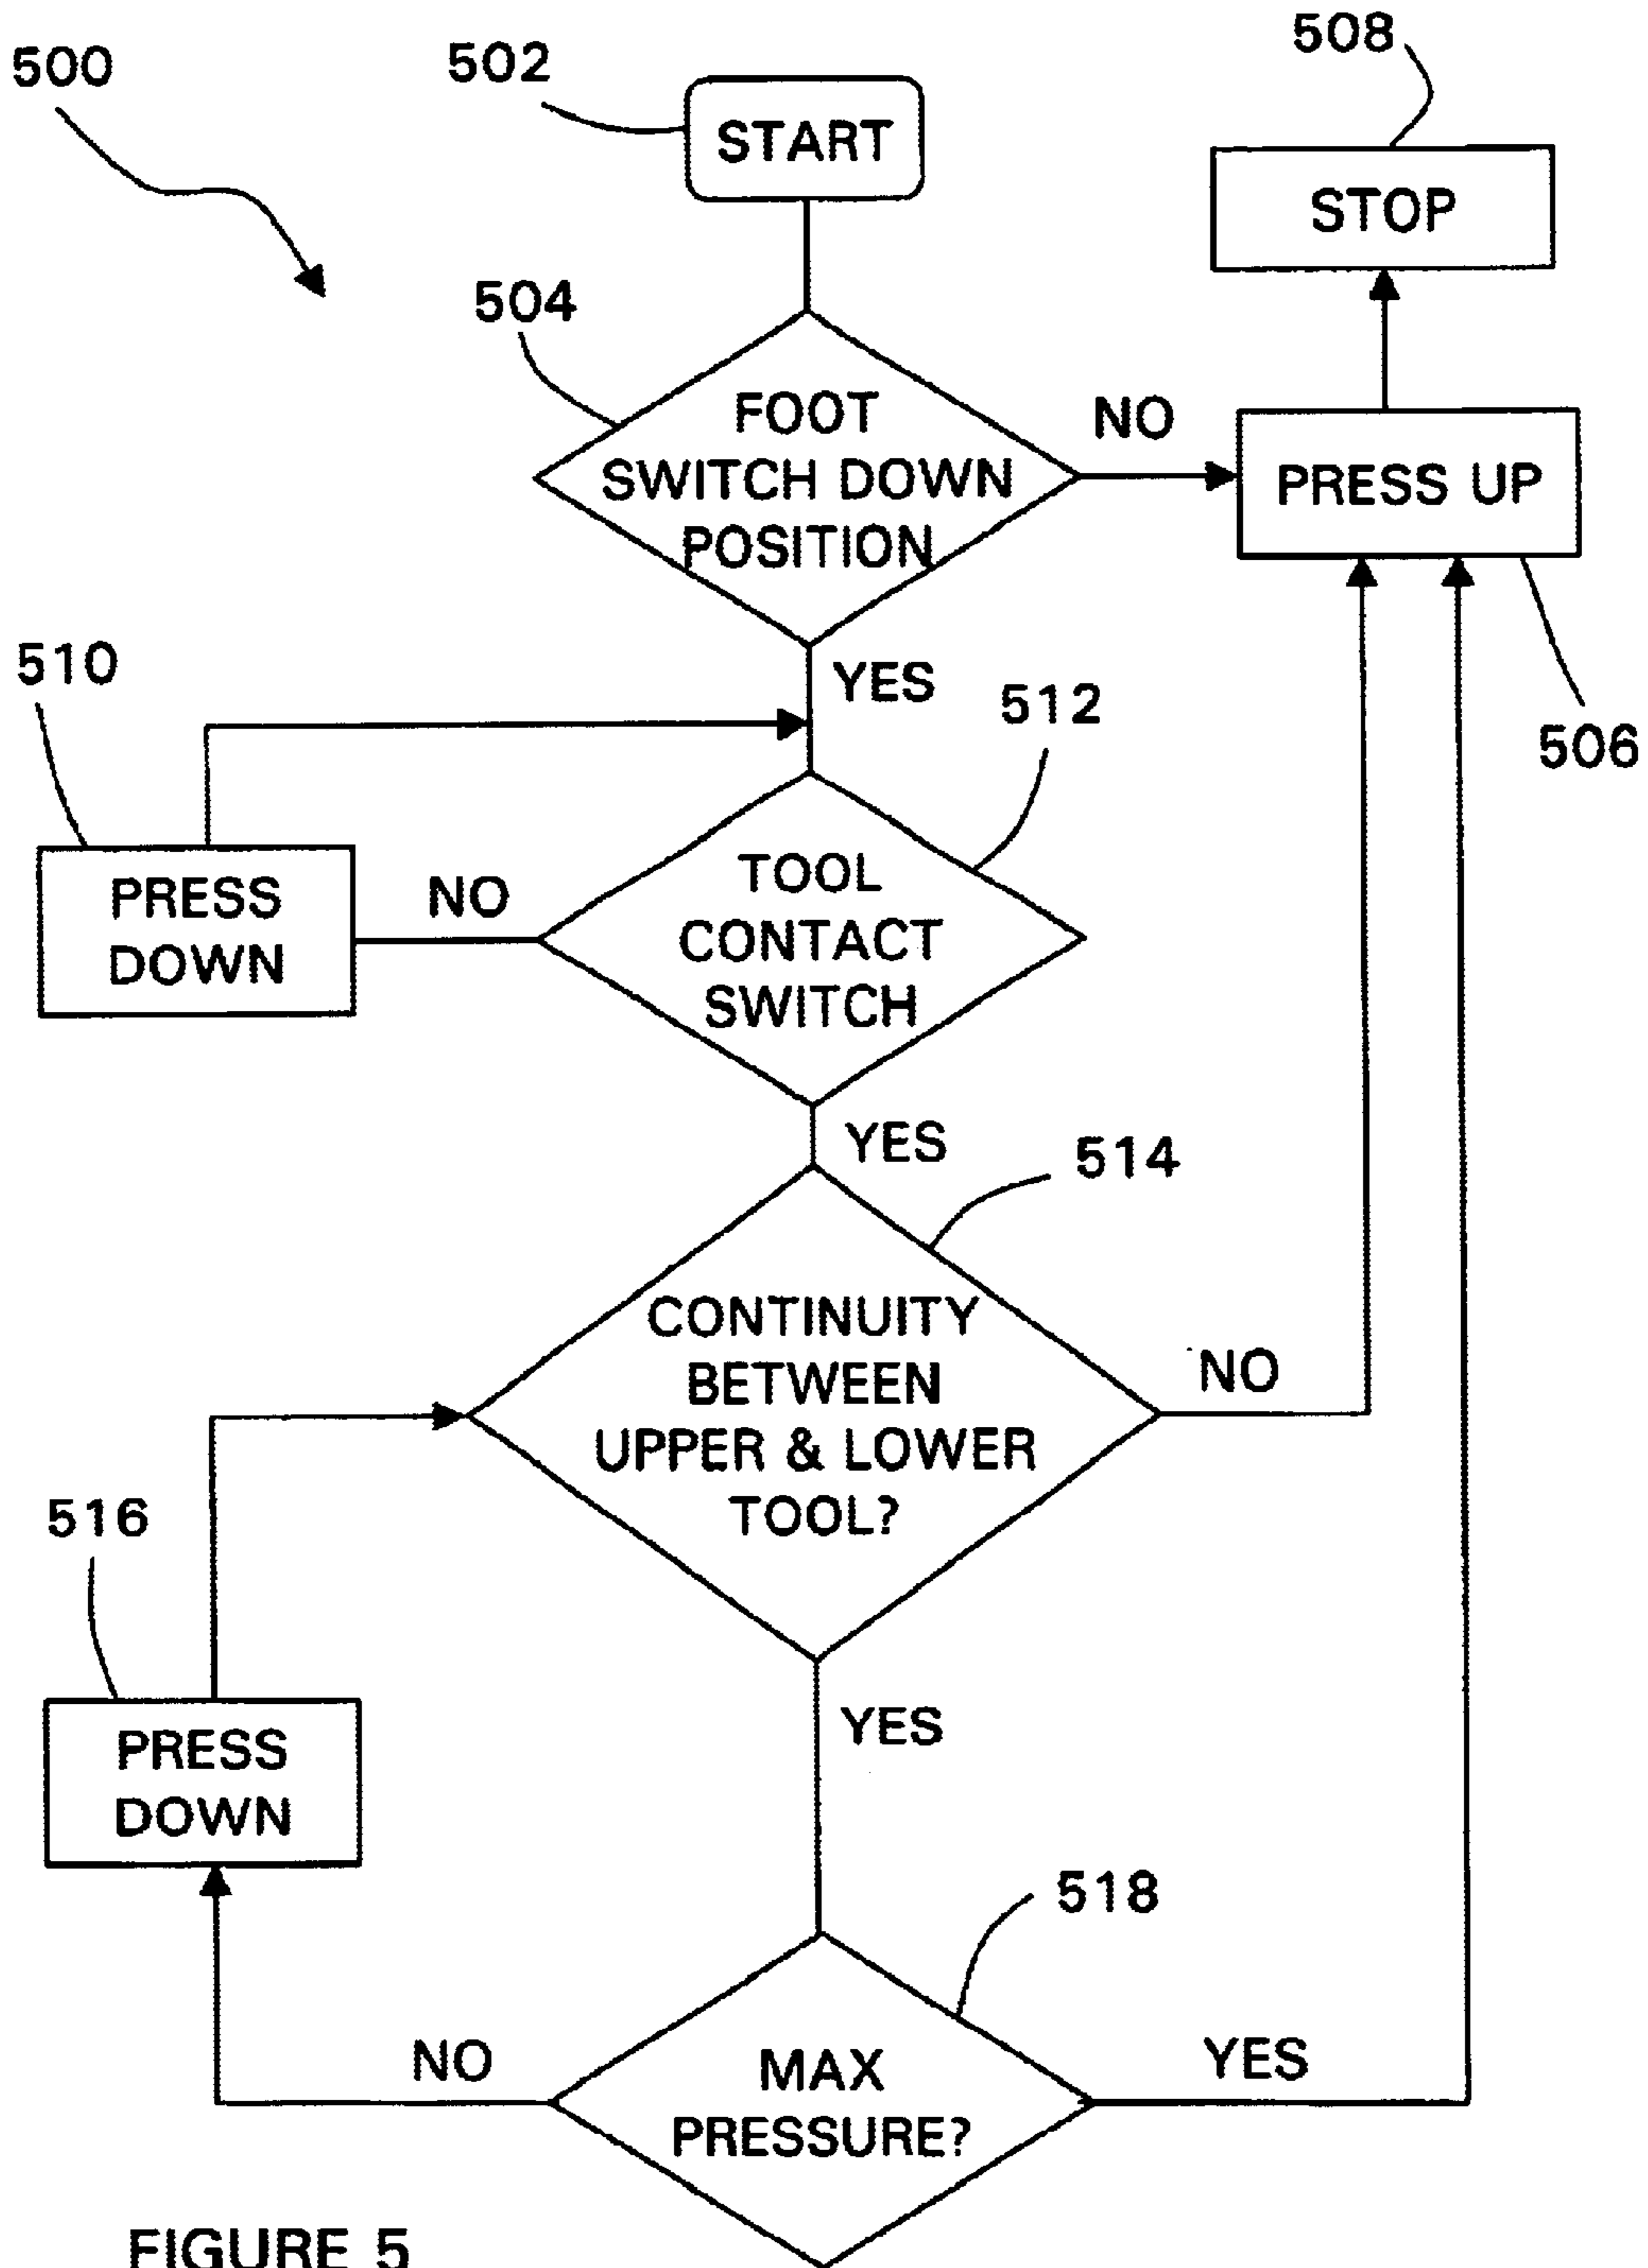 500
502
START
508
STOP
504
FOOT
SWITCH DOWN
POSITION
NO
PRESS UP
506
YES
510
PRESS
DOWN
NO
512
TOOL
CONTACT
SWITCH
YES
514
CONTINUITY
BETWEEN
UPPER & LOWER
TOOL?
NO
516
PRESS
DOWN
YES
518
NO
MAX
PRESSURE?
YES
FIGURE 5